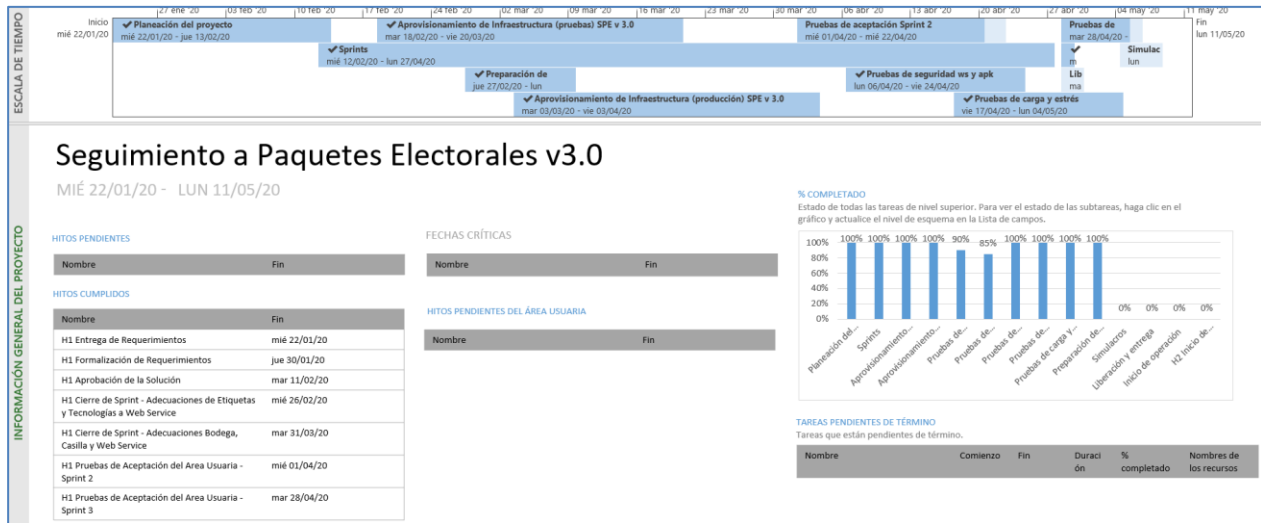 27 ene '20 03 feb '20 10 feb '20 17 feb '20 24 feb '20 02 mar '20 09 mar '20 16 mar '20 23 mar '20 30 mar '20 06 abr '20 13 abr '20 20 abr '20 27 abr '20 04 may '20 11 may '20
ESCALA DE TIEMPO
Inicio
mié 22/01/20
✔ Planeación del proyecto
mié 22/01/20 - jue 13/02/20
✔ Aprovisionamiento de Infraestructura (pruebas) SPE v 3.0
mar 18/02/20 - vie 20/03/20
Pruebas de aceptación Sprint 2
mié 01/04/20 - mié 22/04/20
Pruebas de
mar 28/04/20 -
Fin
lun 11/05/20
✔ Sprints
mié 12/02/20 - lun 27/04/20
✔
m
Simulac
lun
✔ Preparación de
jue 27/02/20 - lun
✔ Pruebas de seguridad ws y apk
lun 06/04/20 - vie 24/04/20
Lib
ma
✔ Aprovisionamiento de Infraestructura (producción) SPE v 3.0
mar 03/03/20 - vie 03/04/20
✔ Pruebas de carga y estrés
vie 17/04/20 - lun 04/05/20
INFORMACIÓN GENERAL DEL PROYECTO
Seguimiento a Paquetes Electorales v3.0
MIÉ 22/01/20 - LUN 11/05/20
HITOS PENDIENTES
Nombre Fin
HITOS CUMPLIDOS
Nombre Fin
H1 Entrega de Requerimientos mié 22/01/20
H1 Formalización de Requerimientos jue 30/01/20
H1 Aprobación de la Solución mar 11/02/20
H1 Cierre de Sprint - Adecuaciones de Etiquetas mié 26/02/20
y Tecnologías a Web Service
H1 Cierre de Sprint - Adecuaciones Bodega, mar 31/03/20
Casilla y Web Service
H1 Pruebas de Aceptación del Area Usuaria - mié 01/04/20
Sprint 2
H1 Pruebas de Aceptación del Area Usuaria - mar 28/04/20
Sprint 3
FECHAS CRÍTICAS
Nombre Fin
HITOS PENDIENTES DEL ÁREA USUARIA
Nombre Fin
% COMPLETADO
Estado de todas las tareas de nivel superior. Para ver el estado de las subtareas, haga clic en el
gráfico y actualice el nivel de esquema en la Lista de campos.
100% 100% 100% 100% 90% 85% 100% 100% 100% 100% 0% 0% 0% 0%
100%
80%
60%
40%
20%
0%
Planeación del...
Sprints
Aprovisionamiento...
Aprovisionamiento...
Pruebas de...
Pruebas de...
Pruebas de...
Pruebas de...
Pruebas de carga y...
Preparación de...
Simulacros
Liberación y entrega
Inicio de operación
H2 Inicio de...
TAREAS PENDIENTES DE TÉRMINO
Tareas que están pendientes de término.
Nombre Comienzo Fin Duraci % Nombres de
ón completado los recursos